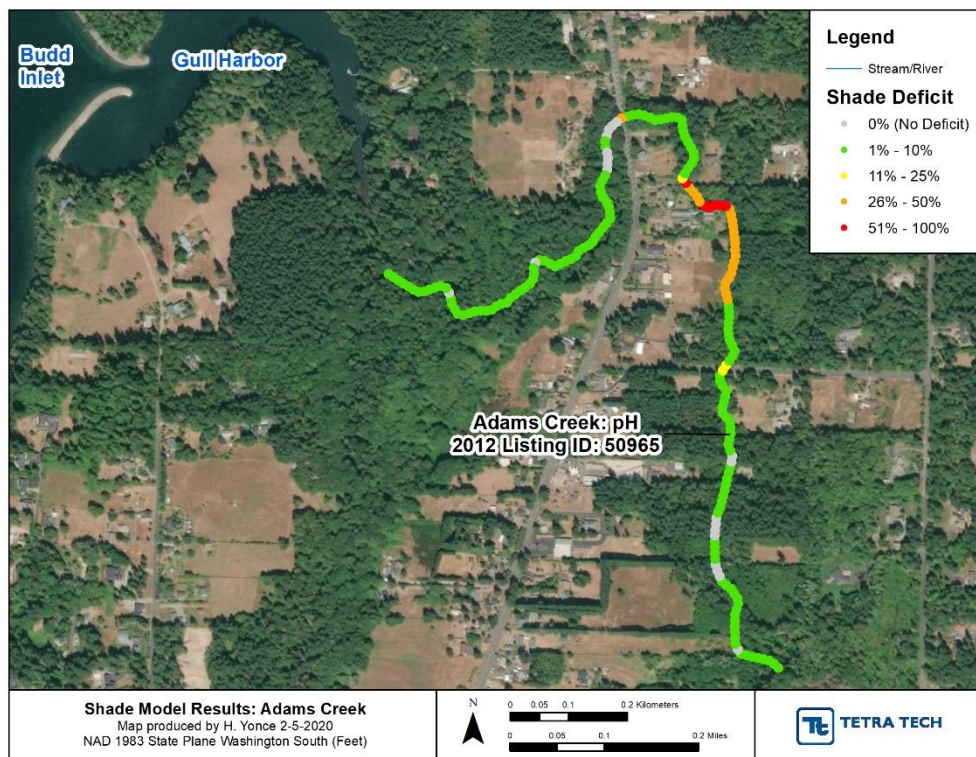 Budd
Inlet
Gull Harbor
Legend
Stream/River
Shade Deficit
0% (No Deficit)
1% - 10%
11% - 25%
26% - 50%
51% - 100%
Adams Creek: pH
2012 Listing ID: 50965
Shade Model Results: Adams Creek
Map produced by H. Yonce 2-5-2020
NAD 1983 State Plane Washington South (Feet)
N
0 0.05 0.1 0.2 Kilometers
0 0.05 0.1 0.2 Miles
Tt TETRA TECH